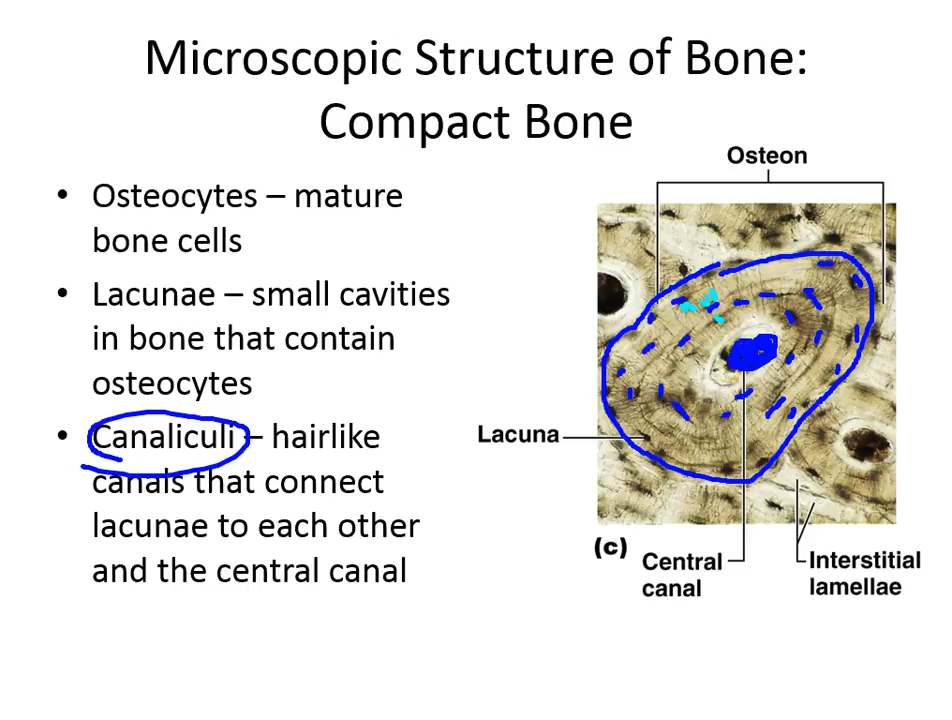 Microscopic Structure of Bone:
Compact Bone
• Osteocytes – mature
bone cells
• Lacunae – small cavities
in bone that contain
osteocytes
• Canaliculi – hairlike
canals that connect
lacunae to each other
and the central canal
Osteon
Lacuna
(c)
Central
canal
Interstitial
lamellae